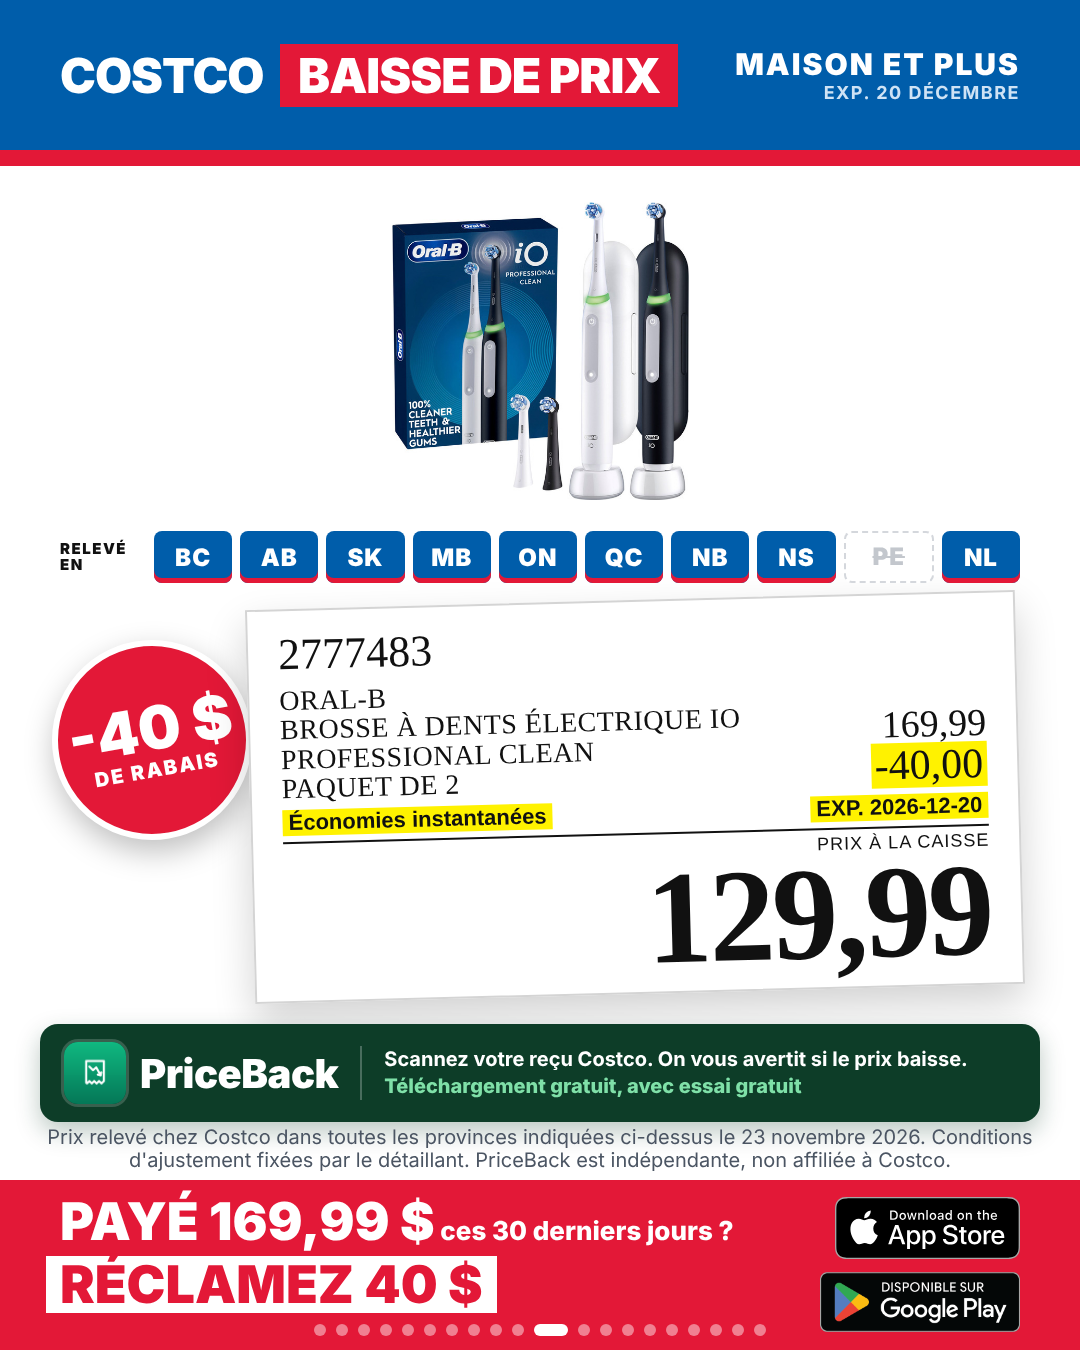 COSTCO BAISSE DE PRIX
MAISON ET PLUS
EXP. 20 DÉCEMBRE
Oral-B
iO
PROFESSIONAL
CLEAN
Oral-B
100%
CLEANER
TEETH &
HEALTHIER
GUMS
RELEVÉ
EN
BC AB SK MB ON QC NB NS PE NL
-40 $
DE RABAIS
2777483
ORAL-B
BROSSE À DENTS ÉLECTRIQUE IO
PROFESSIONAL CLEAN
PAQUET DE 2
169,99
-40,00
Économies instantanées
EXP. 2026-12-20
PRIX À LA CAISSE
129,99
PriceBack
Scannez votre reçu Costco. On vous avertit si le prix baisse.
Téléchargement gratuit, avec essai gratuit
Prix relevé chez Costco dans toutes les provinces indiquées ci-dessus le 23 novembre 2026. Conditions
d'ajustement fixées par le détaillant. PriceBack est indépendante, non affiliée à Costco.
PAYÉ 169,99 $ ces 30 derniers jours ?
RÉCLAMEZ 40 $
Download on the
App Store
DISPONIBLE SUR
Google Play